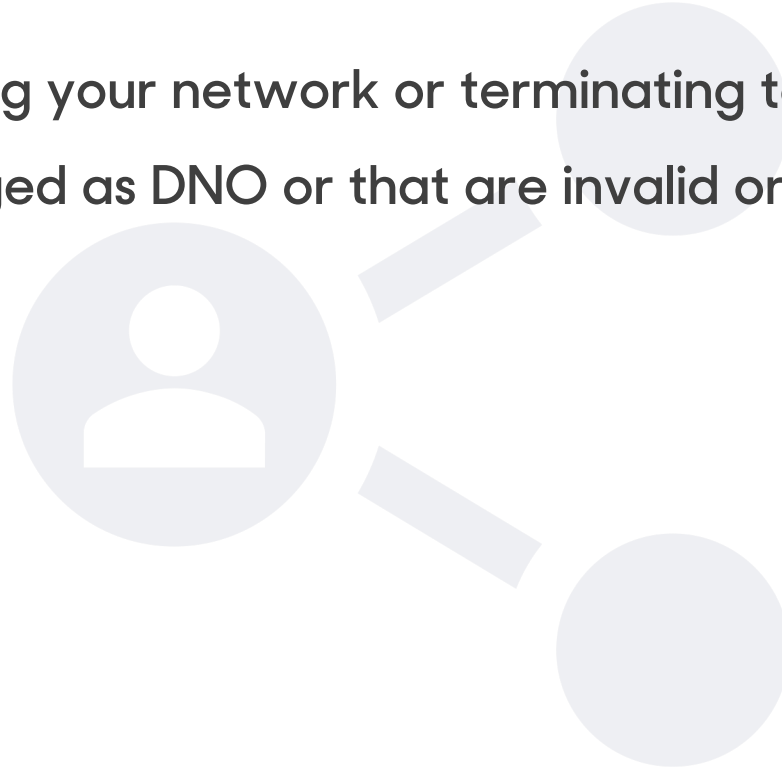 g your network or terminating t
ged as DNO or that are invalid or